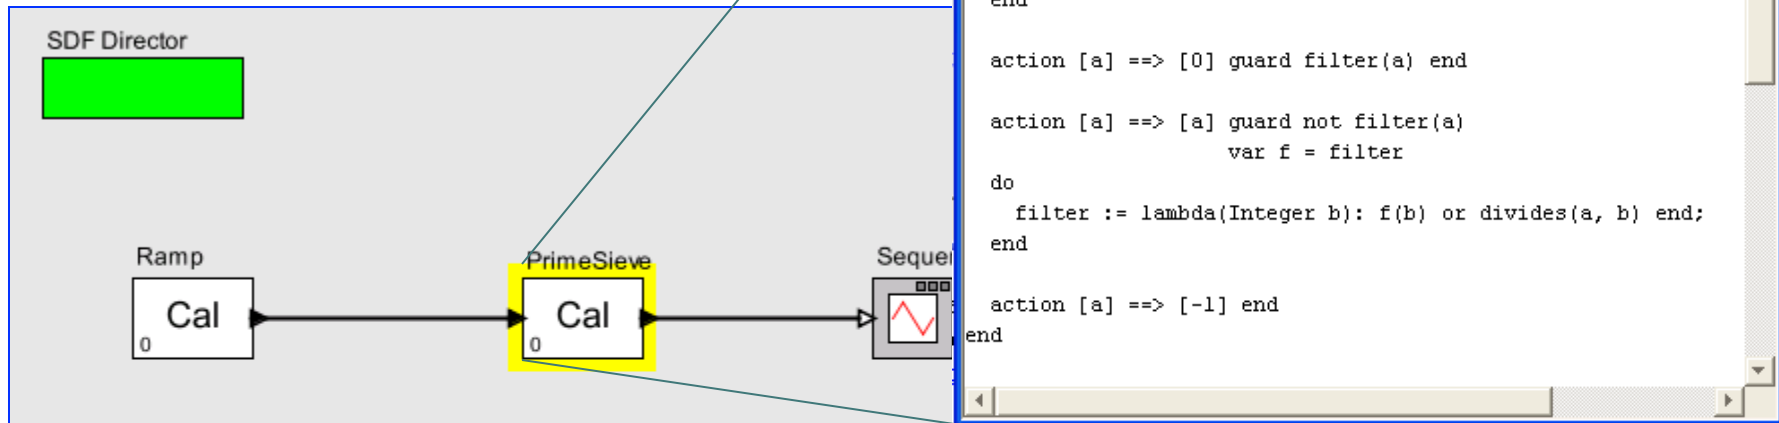 SDF Director
Ramp
Cal
0
PrimeSieve
Cal
0
end
action [a] ==> [0] guard filter(a) end
action [a] ==> [a] guard not filter(a)
var f = filter
do
filter := lambda(Integer b): f(b) or divides(a, b) end;
end
action [a] ==> [-1] end
end